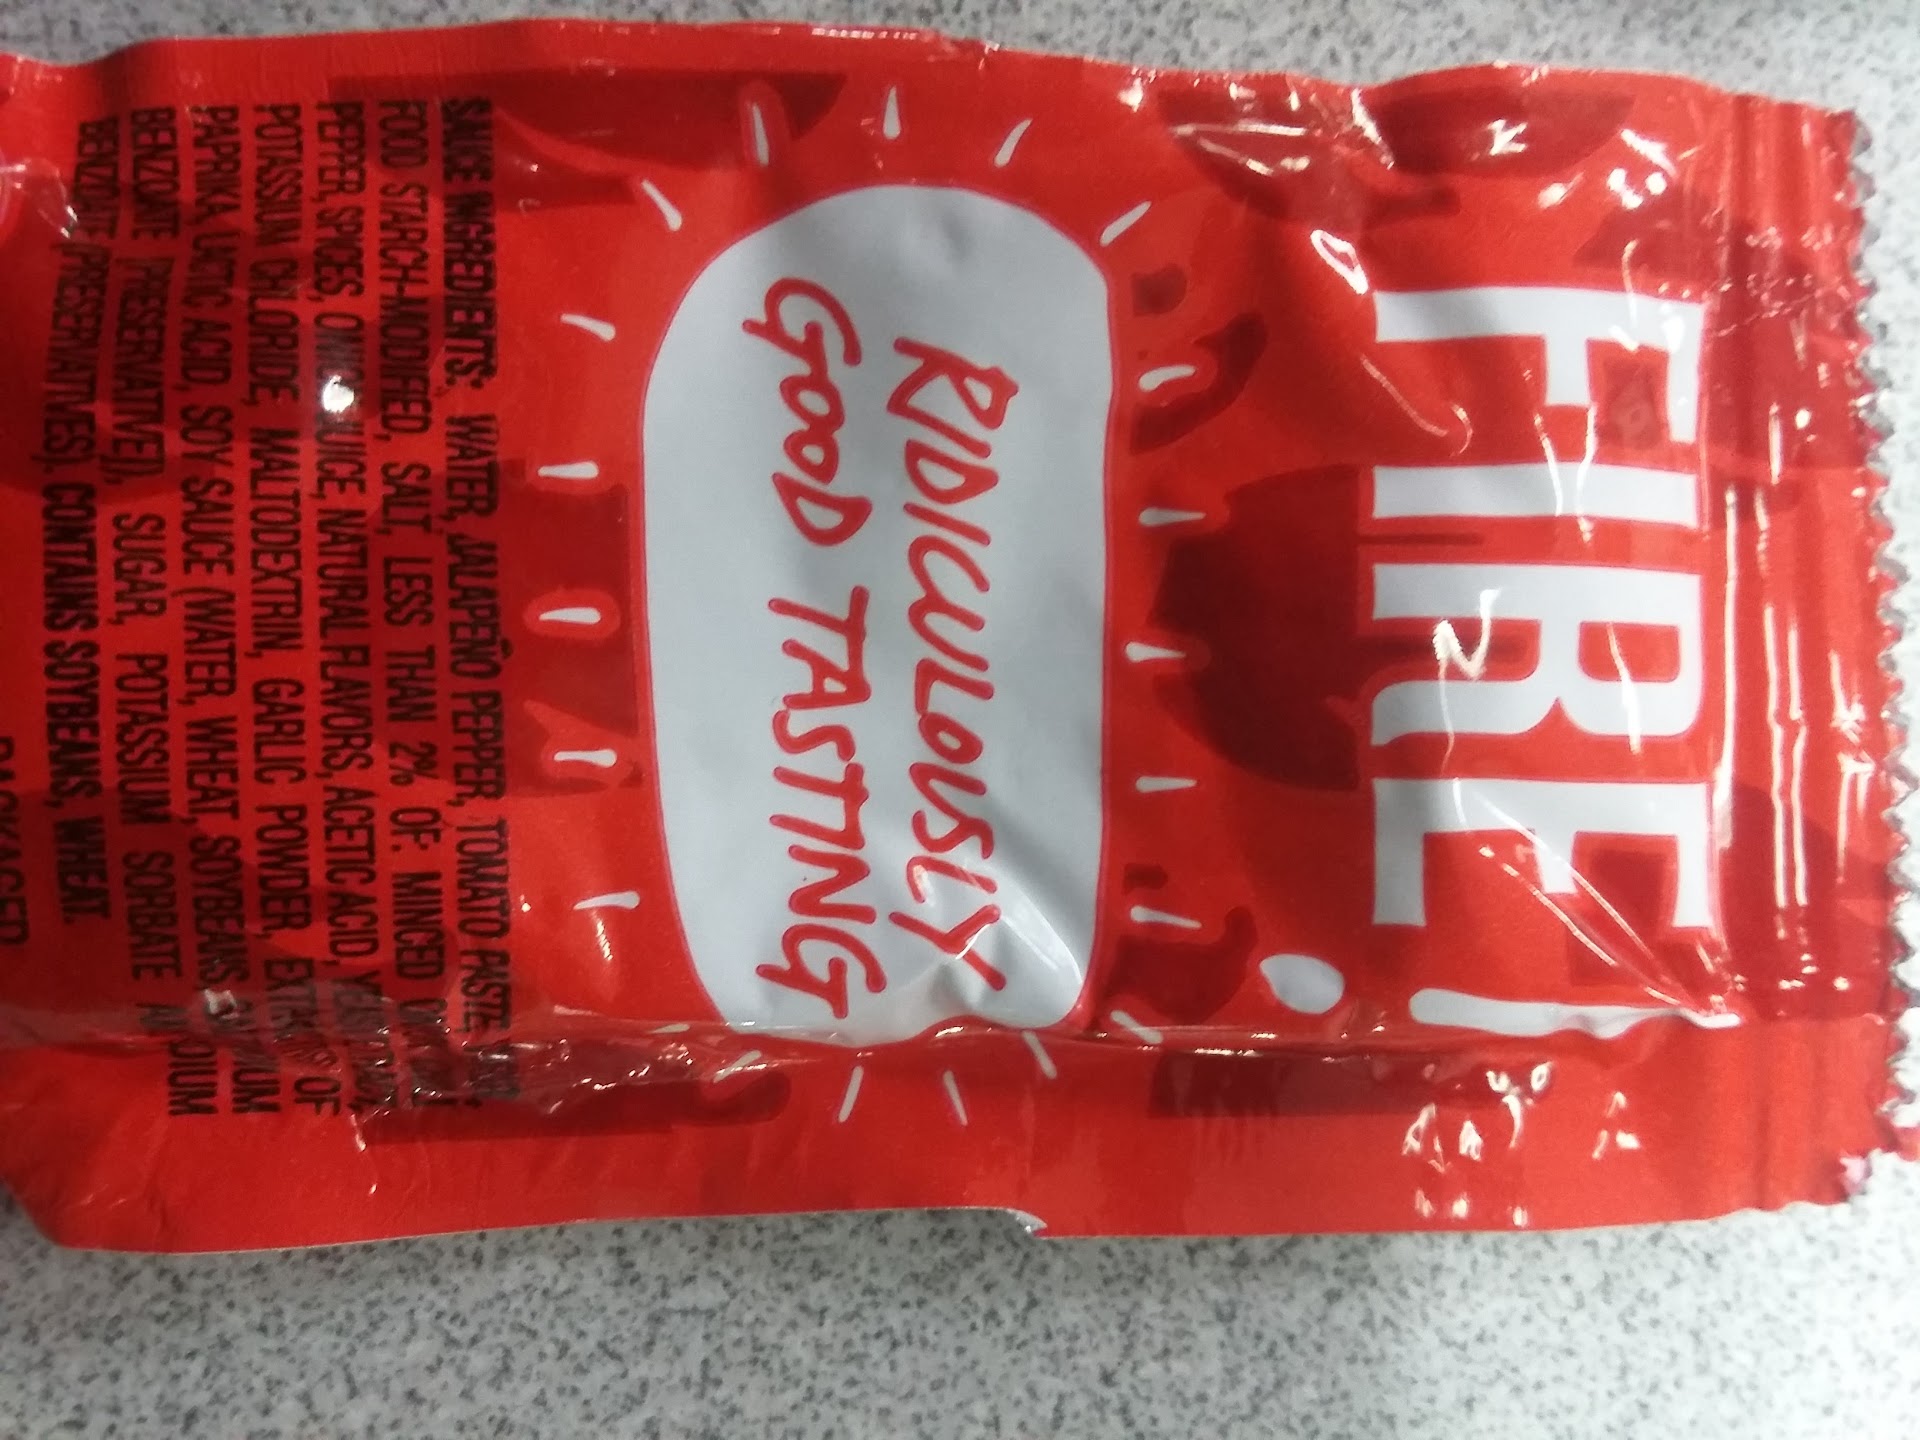 FIRE!
RIDICULOUSLY
GOOD TASTING
SAUCE INGREDIENTS: WATER, JALAPEÑO PEPPER, TOMATO PASTE,
FOOD STARCH-MODIFIED, SALT, LESS THAN 2% OF: MINCED
PEPPER, SPICES, JUICE, NATURAL FLAVORS, ACETIC ACID,
POTASSIUM CHLORIDE, MALTODEXTRIN, GARLIC POWDER, OF
PAPRIKA, LACTIC ACID, SOY SAUCE (WATER, WHEAT, SOYBEANS,
BENZOATE (PRESERVATIVE)), SUGAR, POTASSIUM SORBATE
BENZOATE (PRESERVATIVES). CONTAINS SOYBEANS, WHEAT.
PACKAGED